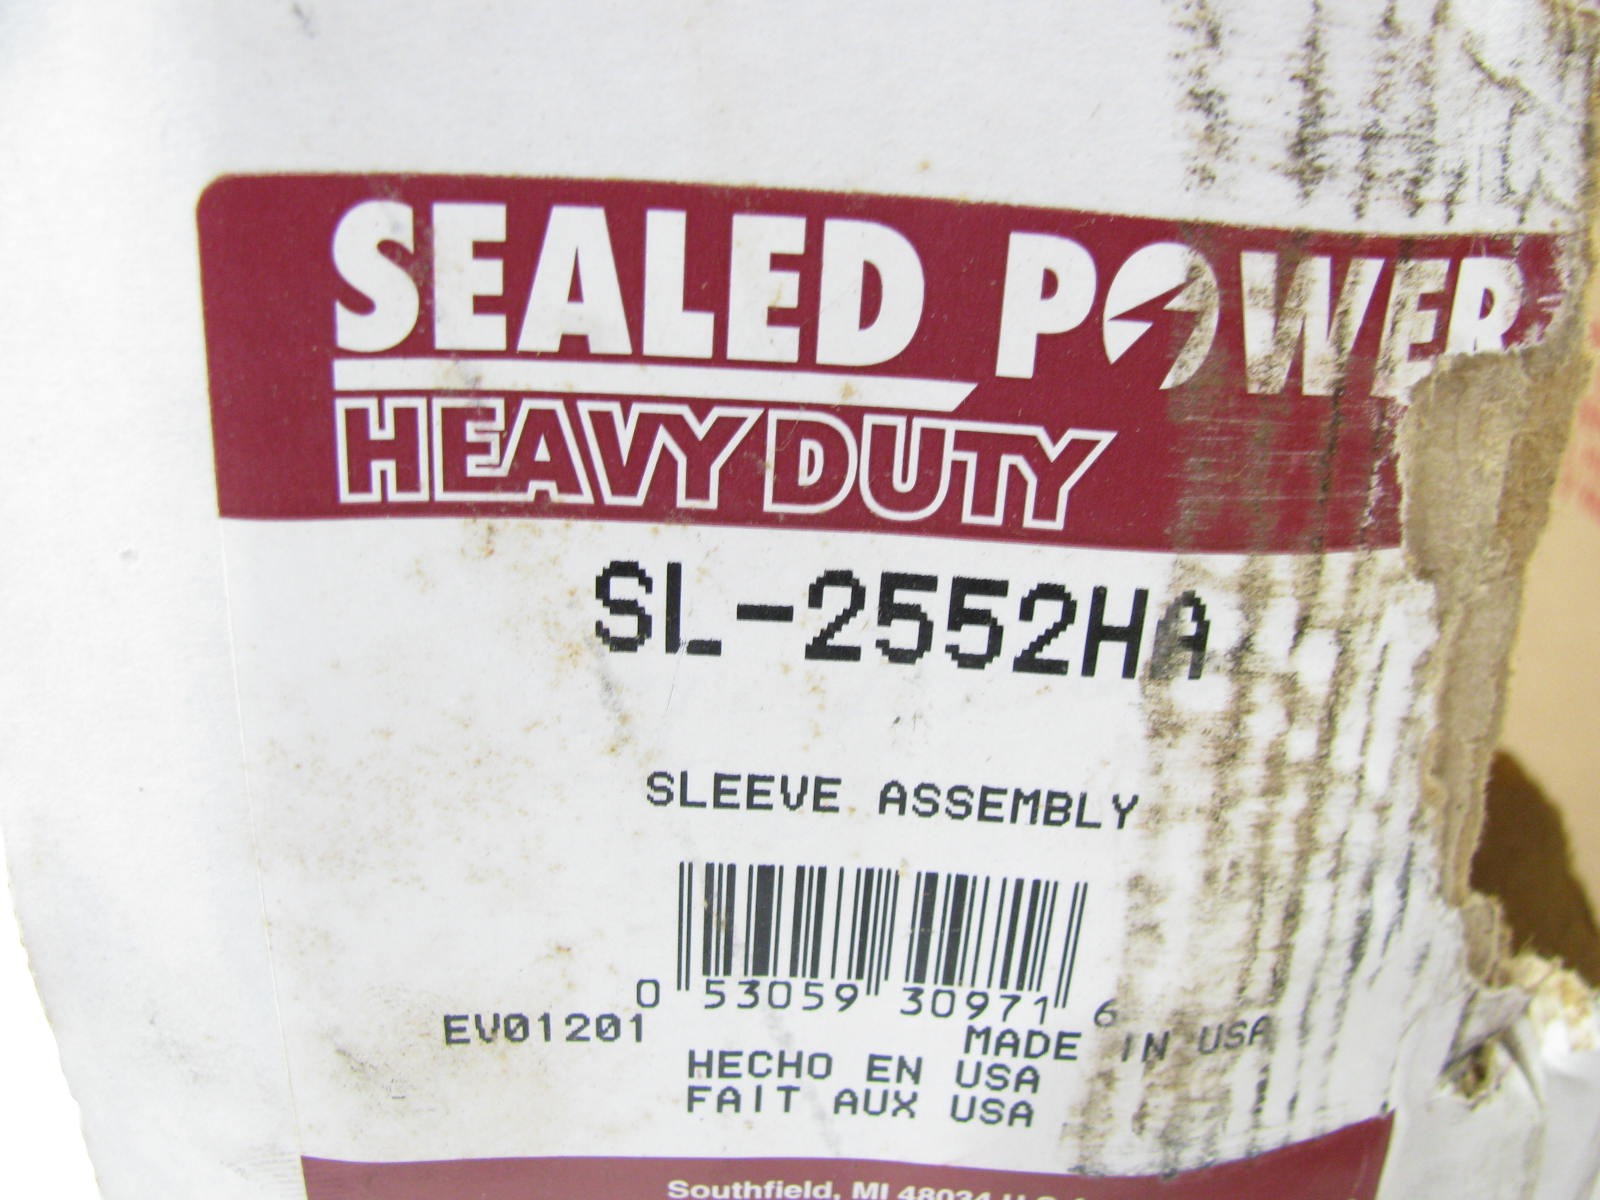 SEALED POWER
HEAVY DUTY
SL-2552HA
SLEEVE ASSEMBLY
0 53059 30971 6
EV01201
MADE IN USA
HECHO EN USA
FAIT AUX USA
Southfield, MI 48034 U.S.A.